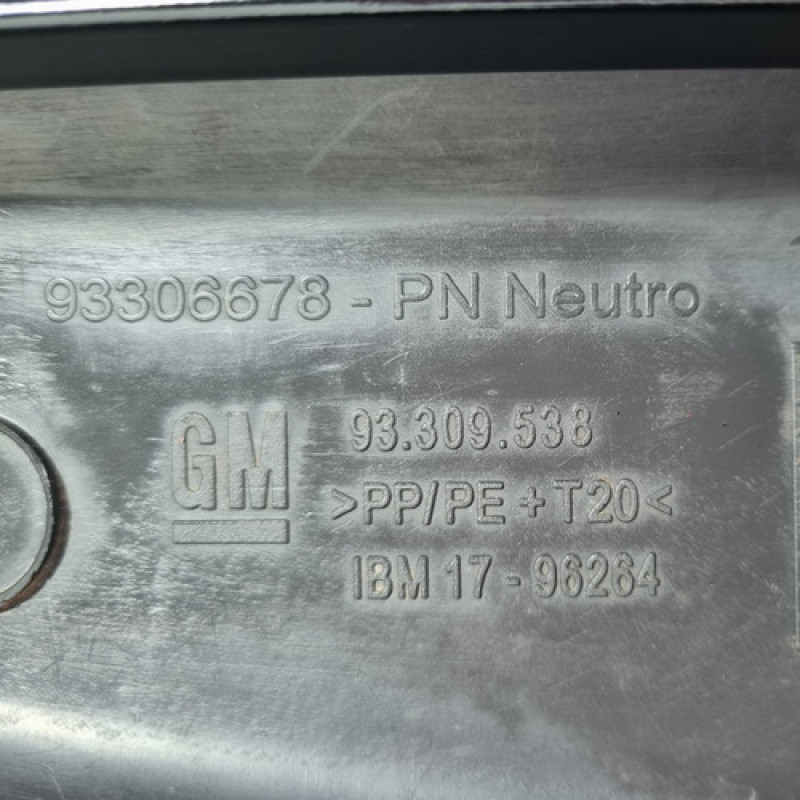 93306678 - PN Neutro
GM
93.309.538
>PP/PE + T20<
IBM 17 - 96264